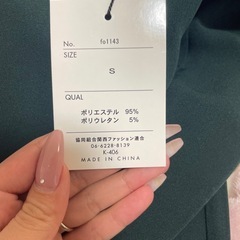 No. fo1143
SIZE
S
QUAL
ポリエステル 95%
ポリウレタン 5%
協同組合関西ファッション連合
06-6228-8139
K-406
MADE IN CHINA